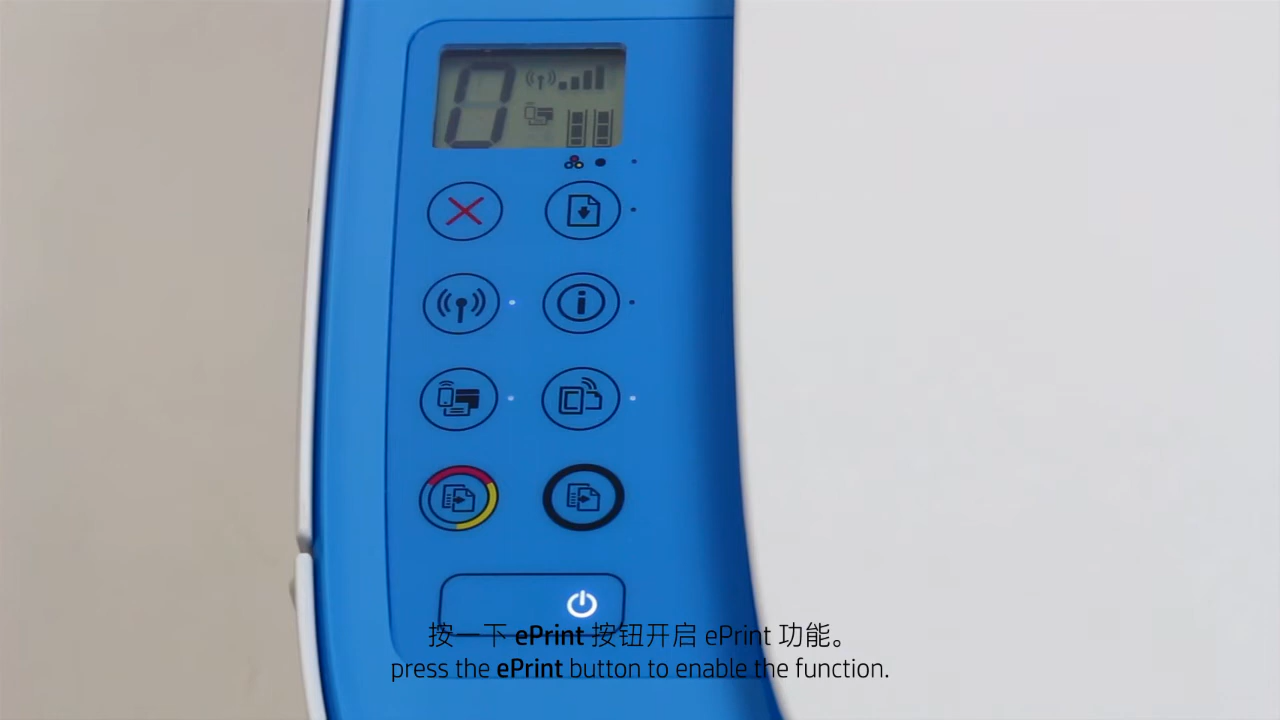 0
按一下 ePrint 按钮开启 ePrint 功能。
press the ePrint button to enable the function.